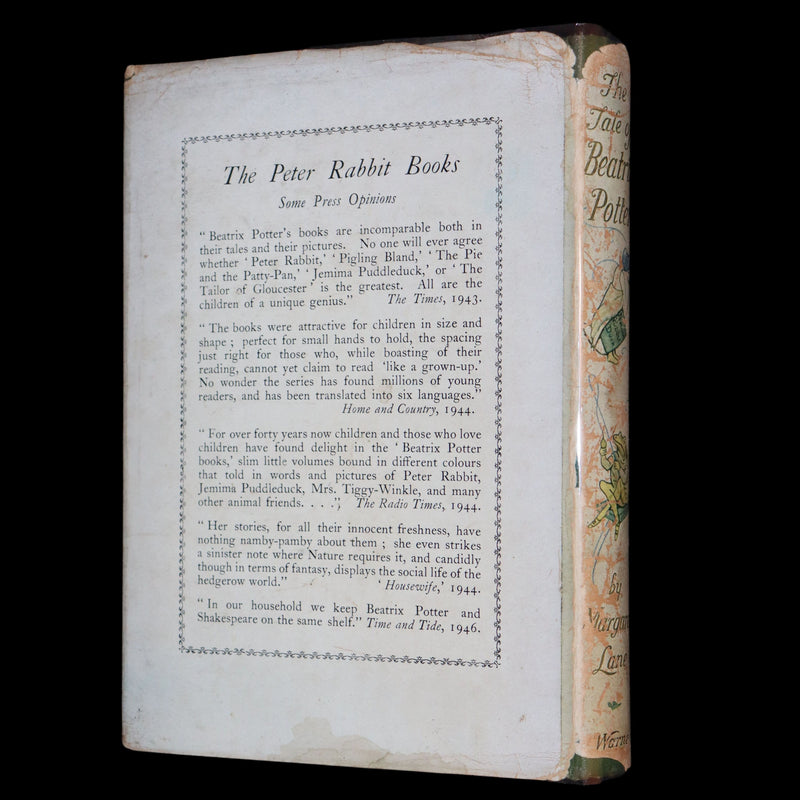 The Peter Rabbit Books
Some Press Opinions
" Beatrix Potter's books are incomparable both in
their tales and their pictures. No one will ever agree
whether ' Peter Rabbit,' ' Pigling Bland,' ' The Pie
and the Patty-Pan,' ' Jemima Puddleduck,' or ' The
Tailor of Gloucester ' is the greatest. All are the
children of a unique genius." The Times, 1943.
" The books were attractive for children in size and
shape ; perfect for small hands to hold, the spacing
just right for those who, while boasting of their
reading, cannot yet claim to read ' like a grown-up.'
No wonder the series has found millions of young
readers, and has been translated into six languages."
Home and Country, 1944.
" For over forty years now children and those who love
children have found delight in the ' Beatrix Potter
books,' slim little volumes bound in different colours
that told in words and pictures of Peter Rabbit,
Jemima Puddleduck, Mrs. Tiggy-Winkle, and many
other animal friends. . . ." The Radio Times, 1944.
" Her stories, for all their innocent freshness, have
nothing namby-pamby about them ; she even strikes
a sinister note where Nature requires it, and candidly
though in terms of fantasy, displays the social life of the
hedgerow world." ' Housewife,' 1944.
" In our household we keep Beatrix Potter and
Shakespeare on the same shelf." Time and Tide, 1946.
The
Tale of
Beatrix
Potter
by
Margaret
Lane
Warne